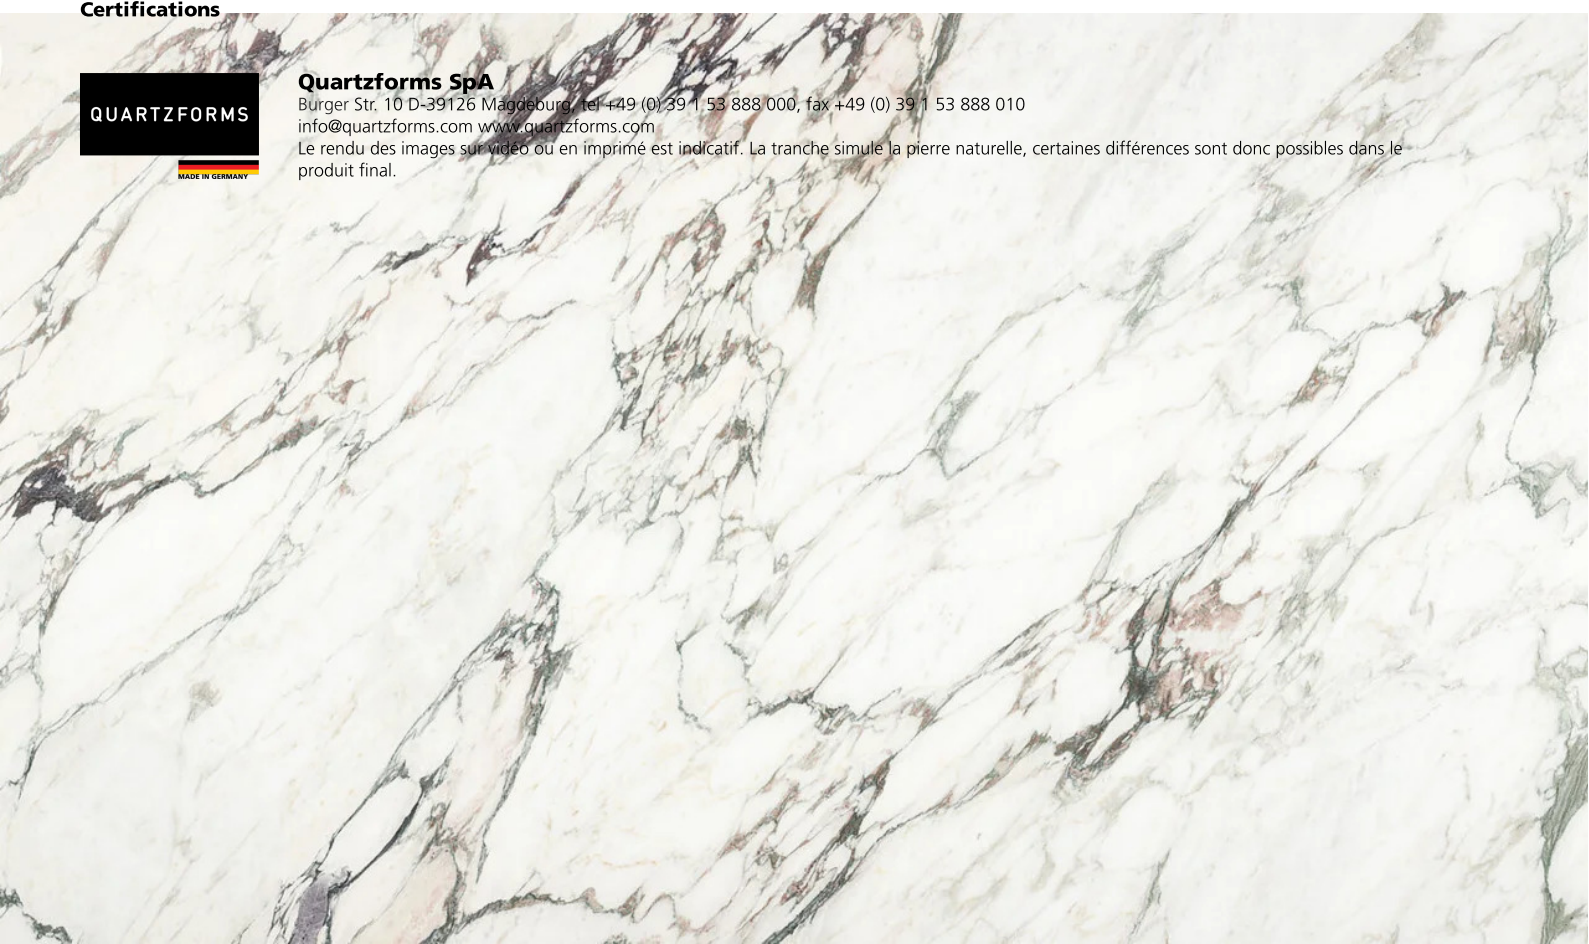 Certifications
QUARTZFORMS
MADE IN GERMANY
Quartzforms SpA
Burger Str. 10 D-39126 Magdeburg, tel +49 (0) 39 1 53 888 000, fax +49 (0) 39 1 53 888 010
info@quartzforms.com www.quartzforms.com
Le rendu des images sur vidéo ou en imprimé est indicatif. La tranche simule la pierre naturelle, certaines différences sont donc possibles dans le
produit final.